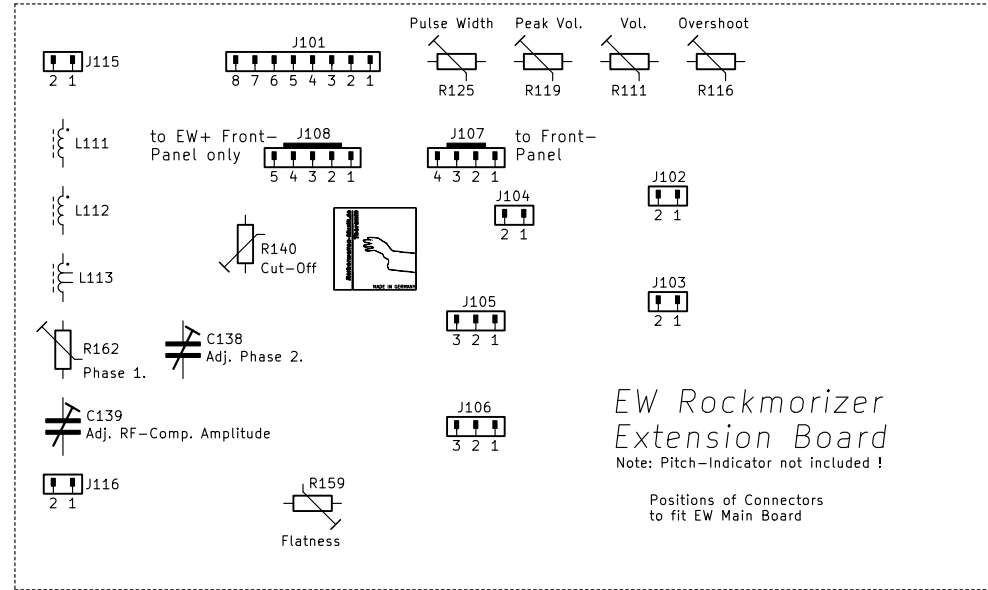 Pulse Width Peak Vol. Vol. Overshoot
J101
J115
2 1
8 7 6 5 4 3 2 1
R125 R119 R111 R116
L111
to EW+ Front-
Panel only
J108
5 4 3 2 1
J107
4 3 2 1
to Front-
Panel
J102
2 1
L112
J104
2 1
R140
Cut-Off
MADE IN GERMANY
L113
J103
2 1
J105
3 2 1
R162
Phase 1.
C138
Adj. Phase 2.
C139
Adj. RF-Comp. Amplitude
J106
3 2 1
EW Rockmorizer
Extension Board
Note: Pitch-Indicator not included !
J116
2 1
R159
Flatness
Positions of Connectors
to fit EW Main Board